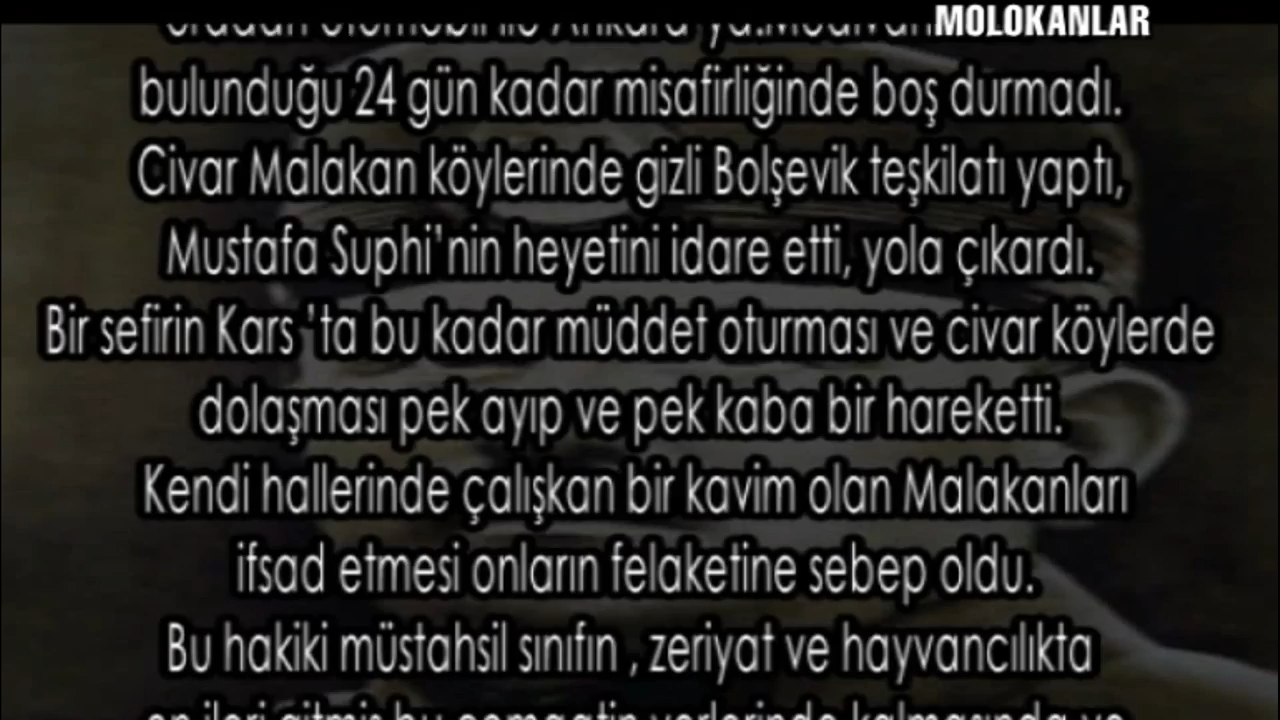 MOLOKANLAR
bulunduğu 24 gün kadar misafirliğinde boş durmadı.
Civar Malakan köylerinde gizli Bolşevik teşkilatı yaptı,
Mustafa Suphi'nin heyetini idare etti, yola çıkardı.
Bir sefirin Kars 'ta bu kadar müddet oturması ve civar köylerde
dolaşması pek ayıp ve pek kaba bir hareketti.
Kendi hallerinde çalışkan bir kavim olan Malakanları
ifsad etmesi onların felaketine sebep oldu.
Bu hakiki müstahsil sınıfın , zeriyat ve hayvancılıkta